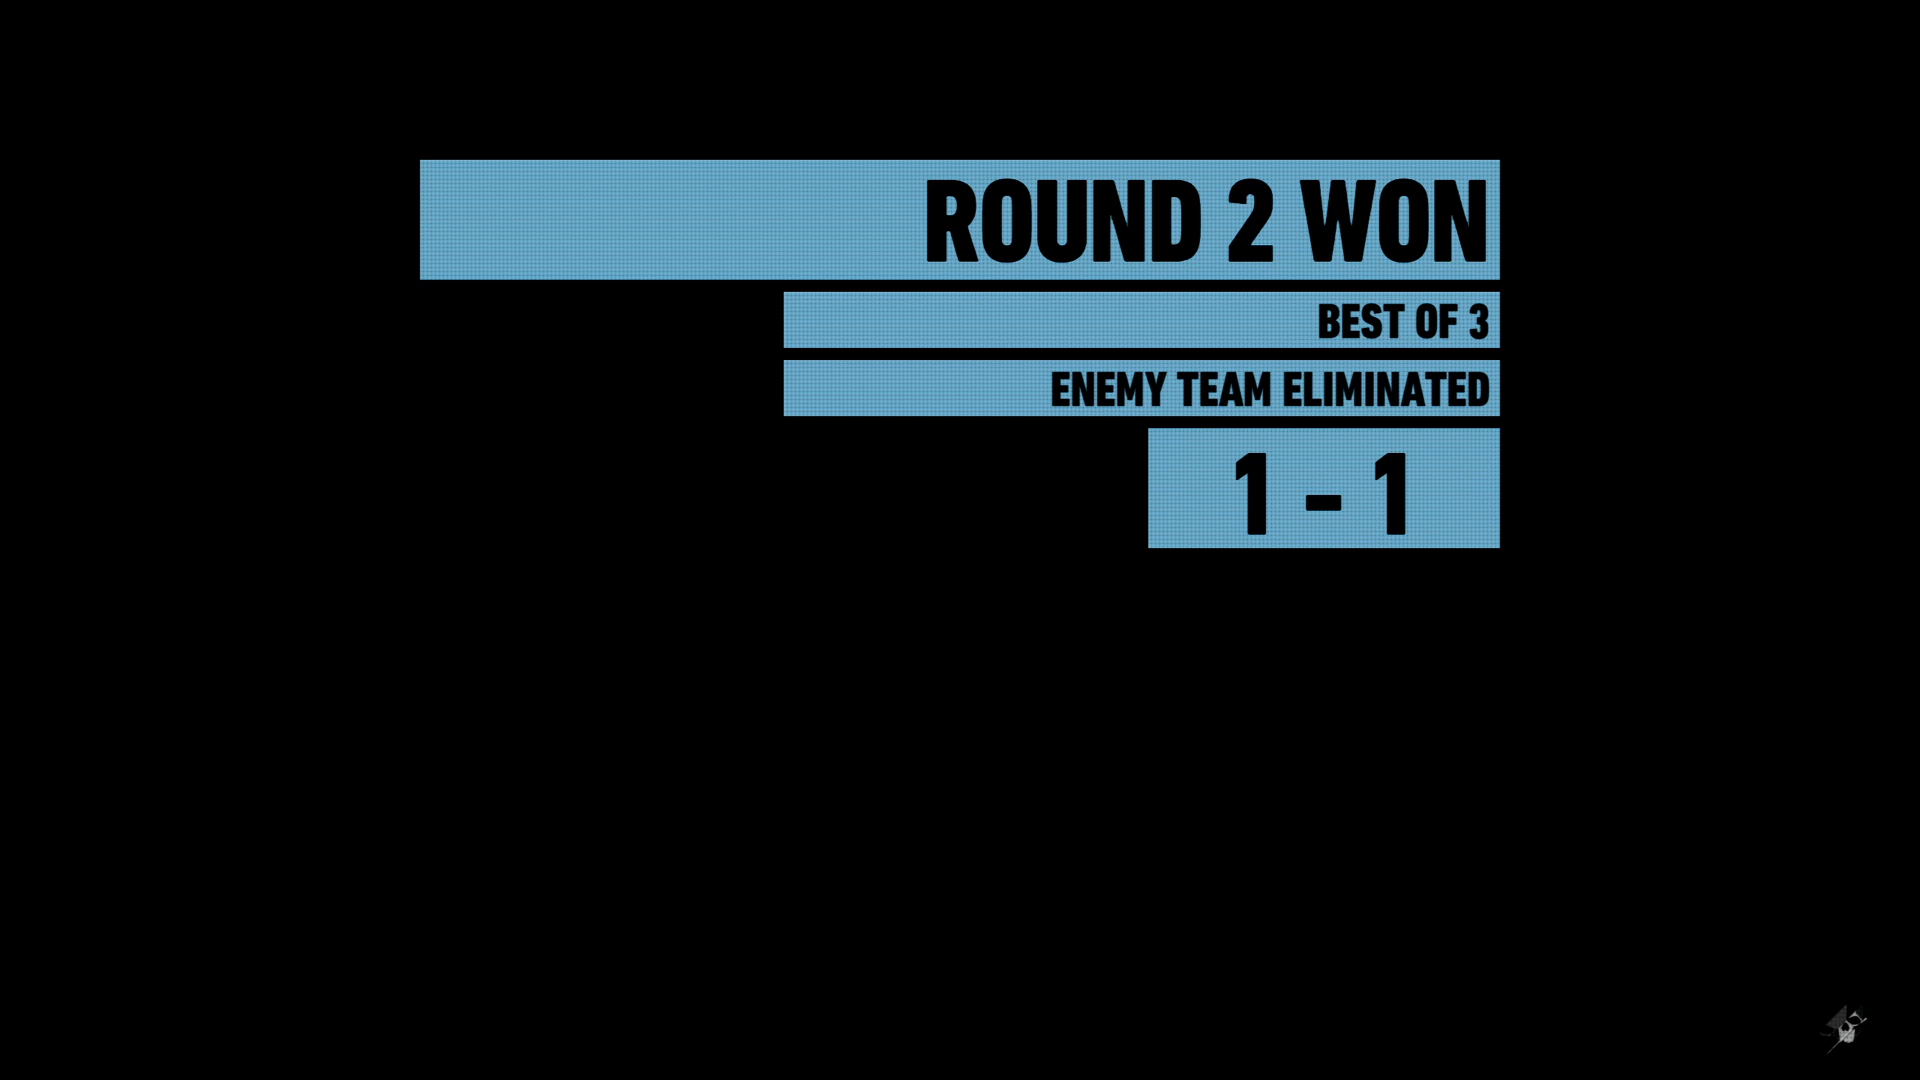 ROUND 2 WON
BEST OF 3
ENEMY TEAM ELIMINATED
1 - 1